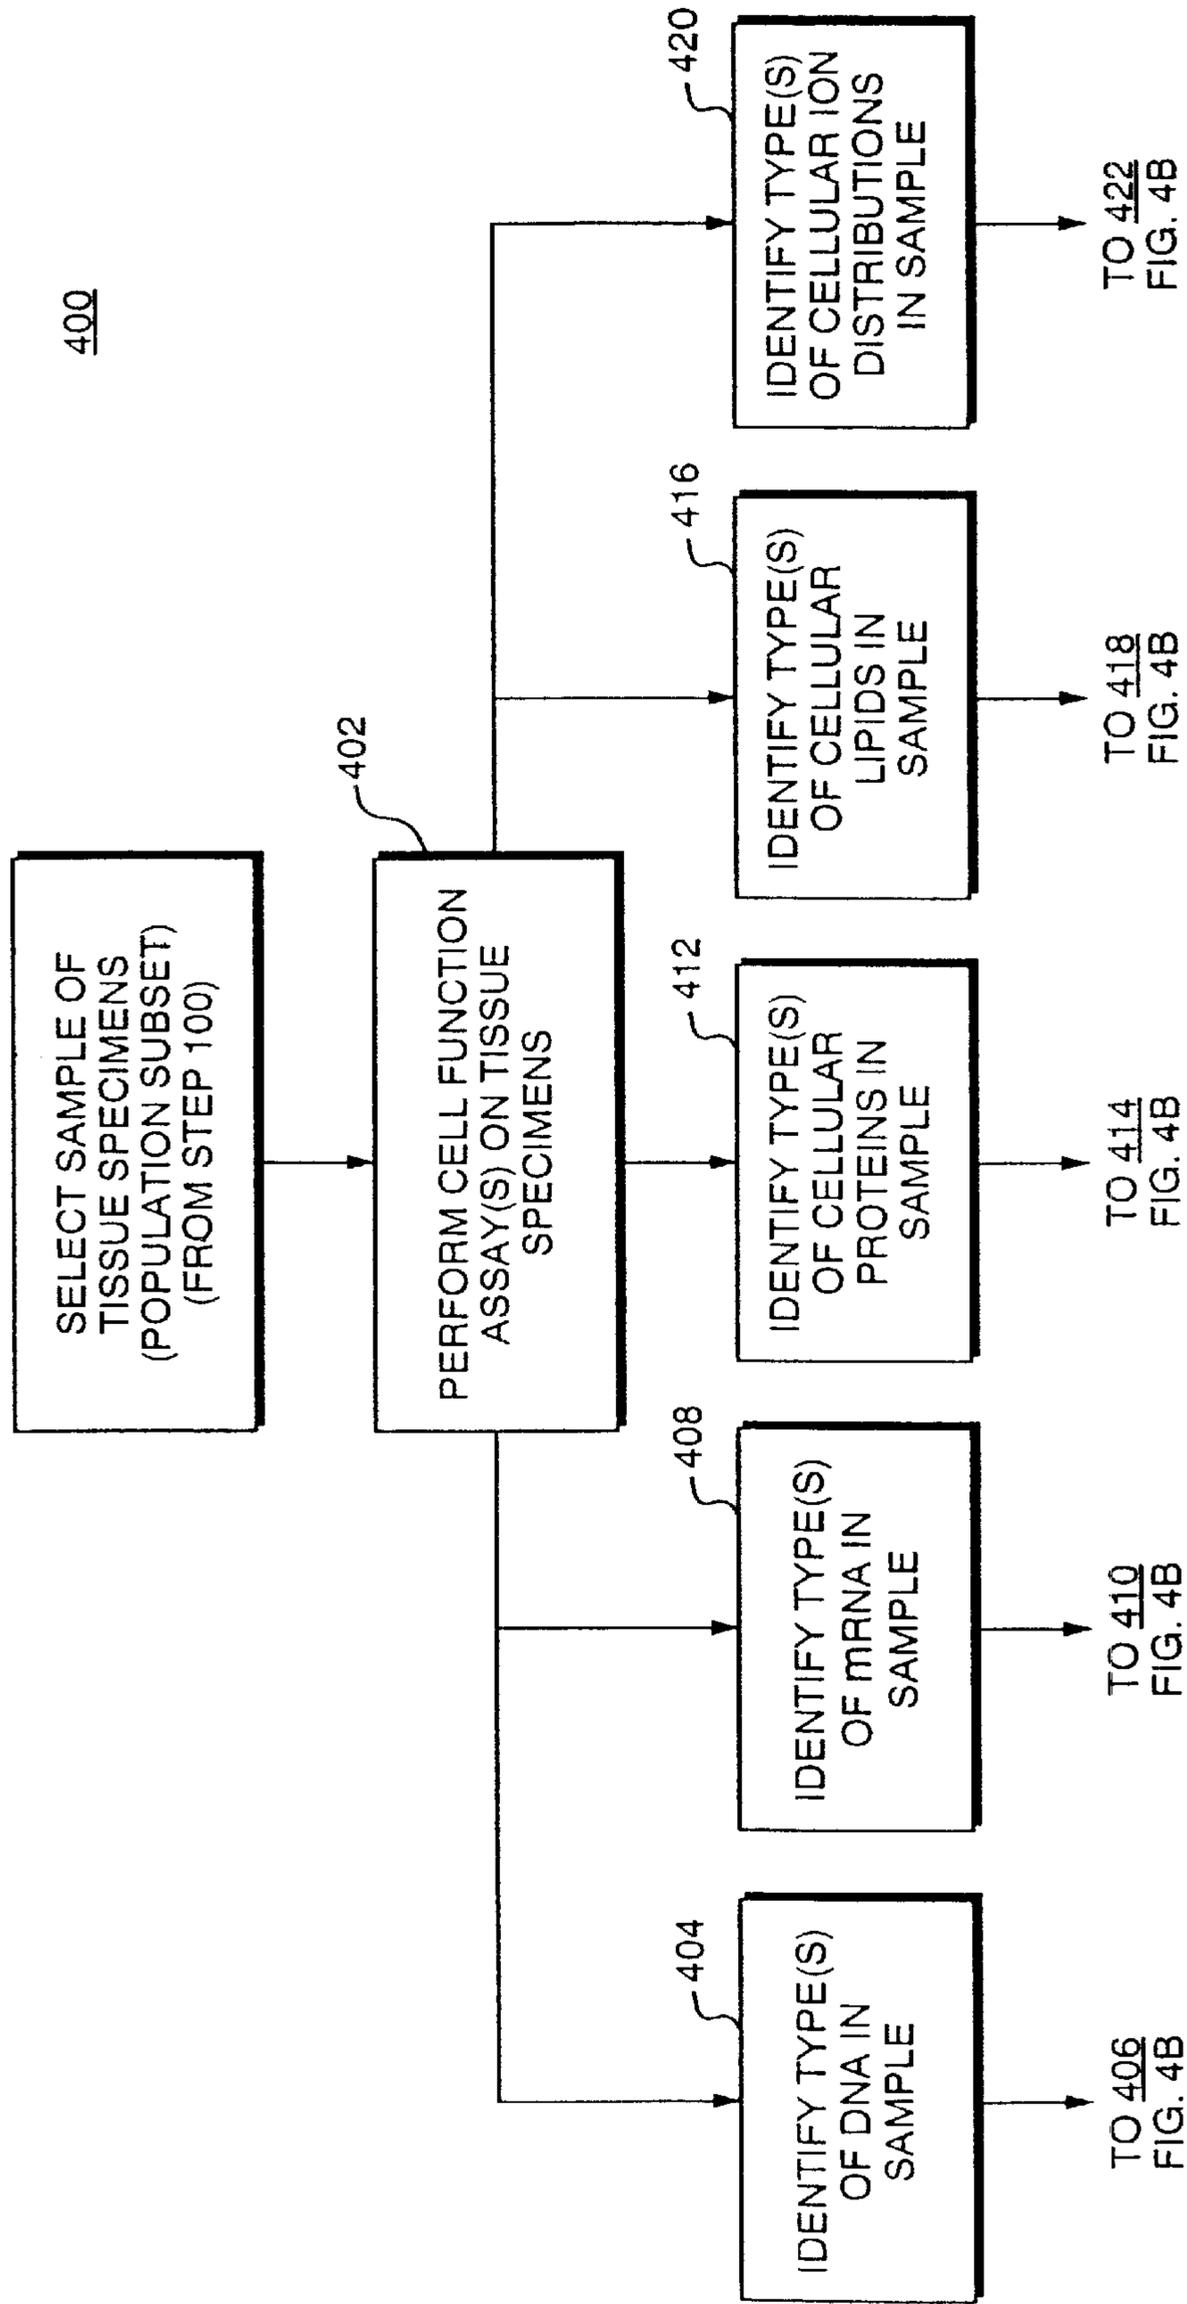 400
SELECT SAMPLE OF
TISSUE SPECIMENS
(POPULATION SUBSET)
(FROM STEP 100)
402
PERFORM CELL FUNCTION
ASSAY(S) ON TISSUE
SPECIMENS
404
IDENTIFY TYPE(S)
OF DNA IN
SAMPLE
TO 406
FIG. 4B
408
IDENTIFY TYPE(S)
OF mRNA IN
SAMPLE
TO 410
FIG. 4B
412
IDENTIFY TYPE(S)
OF CELLULAR
PROTEINS IN
SAMPLE
TO 414
FIG. 4B
416
IDENTIFY TYPE(S)
OF CELLULAR
LIPIDS IN
SAMPLE
TO 418
FIG. 4B
420
IDENTIFY TYPE(S)
OF CELLULAR ION
DISTRIBUTIONS
IN SAMPLE
TO 422
FIG. 4B